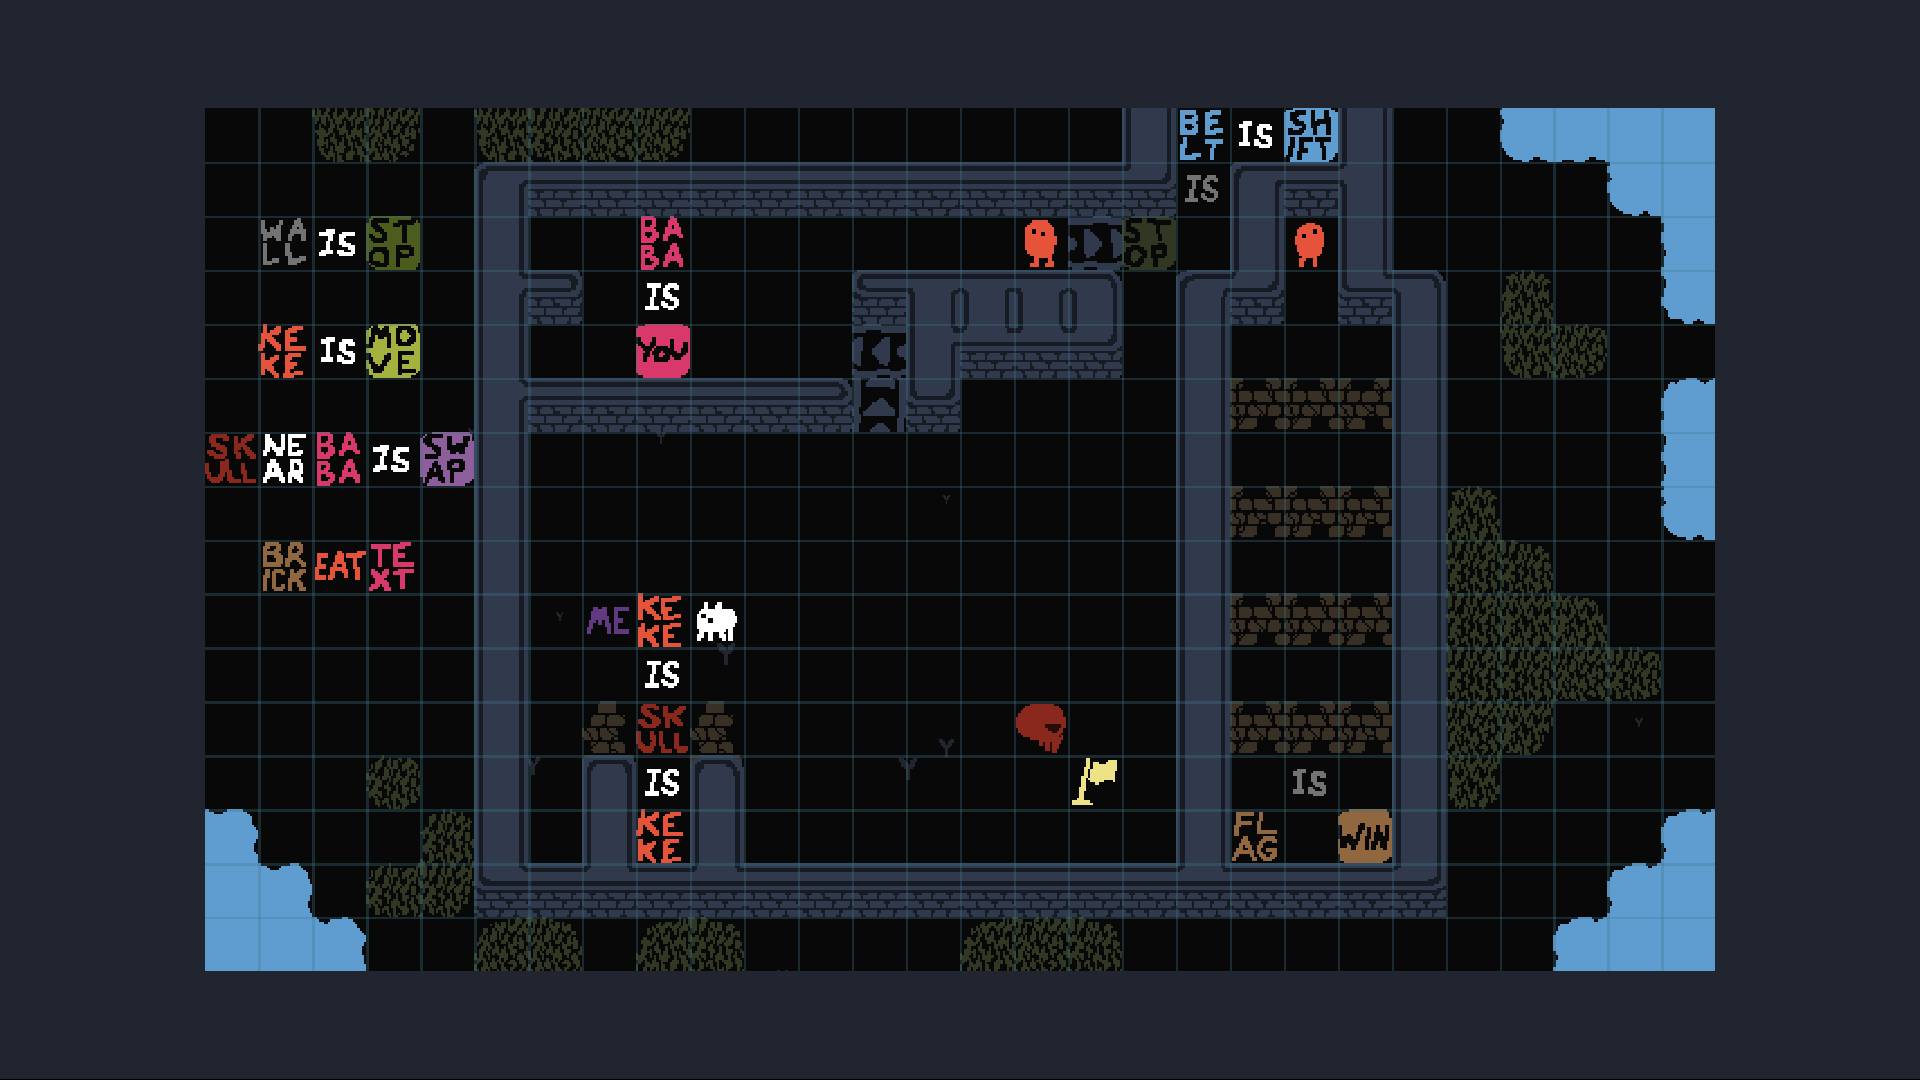 BELT IS SHIFT
IS
WALL IS STOP
BABA
STOP
IS
KEKE IS MOVE
YOU
SKULL NEAR BABA IS SWAP
BRICK EAT TEXT
ME KEKE
IS
SKULL
IS
IS
KEKE
FLAG
WIN